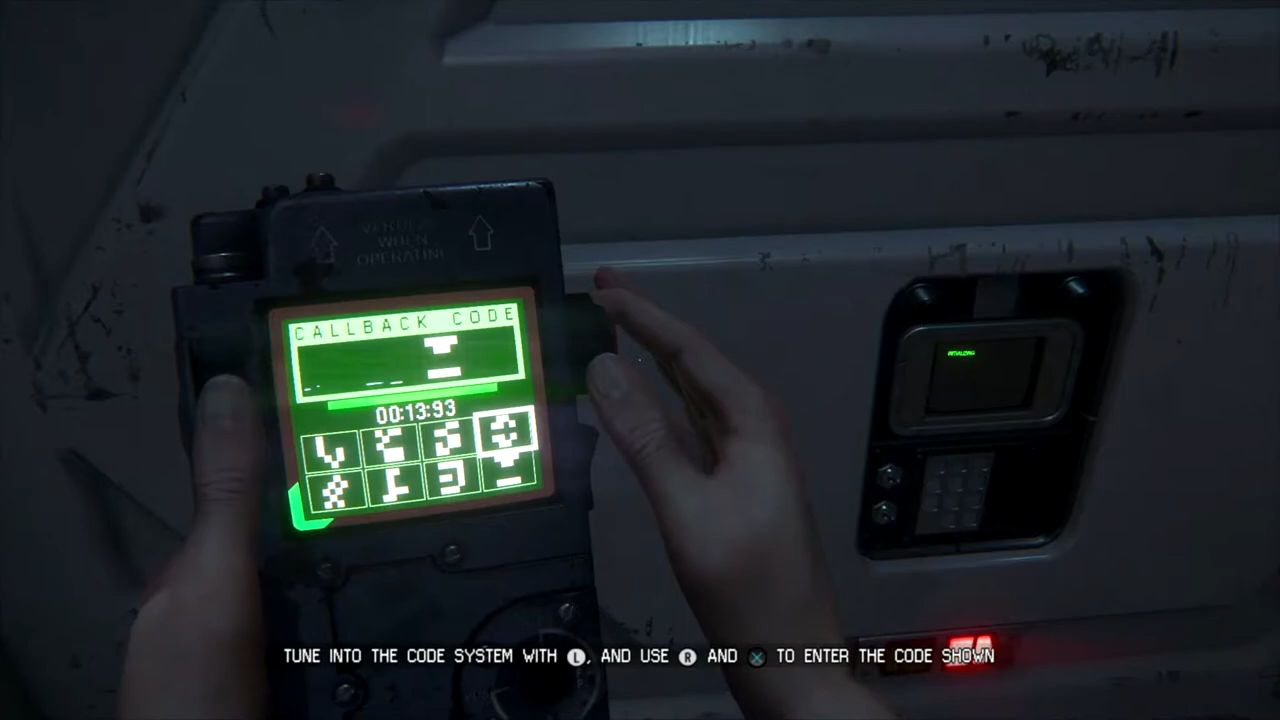 WHEN
OPERATING
CALLBACK CODE
00:13:93
TUNE INTO THE CODE SYSTEM WITH L, AND USE R AND X TO ENTER THE CODE SHOWN